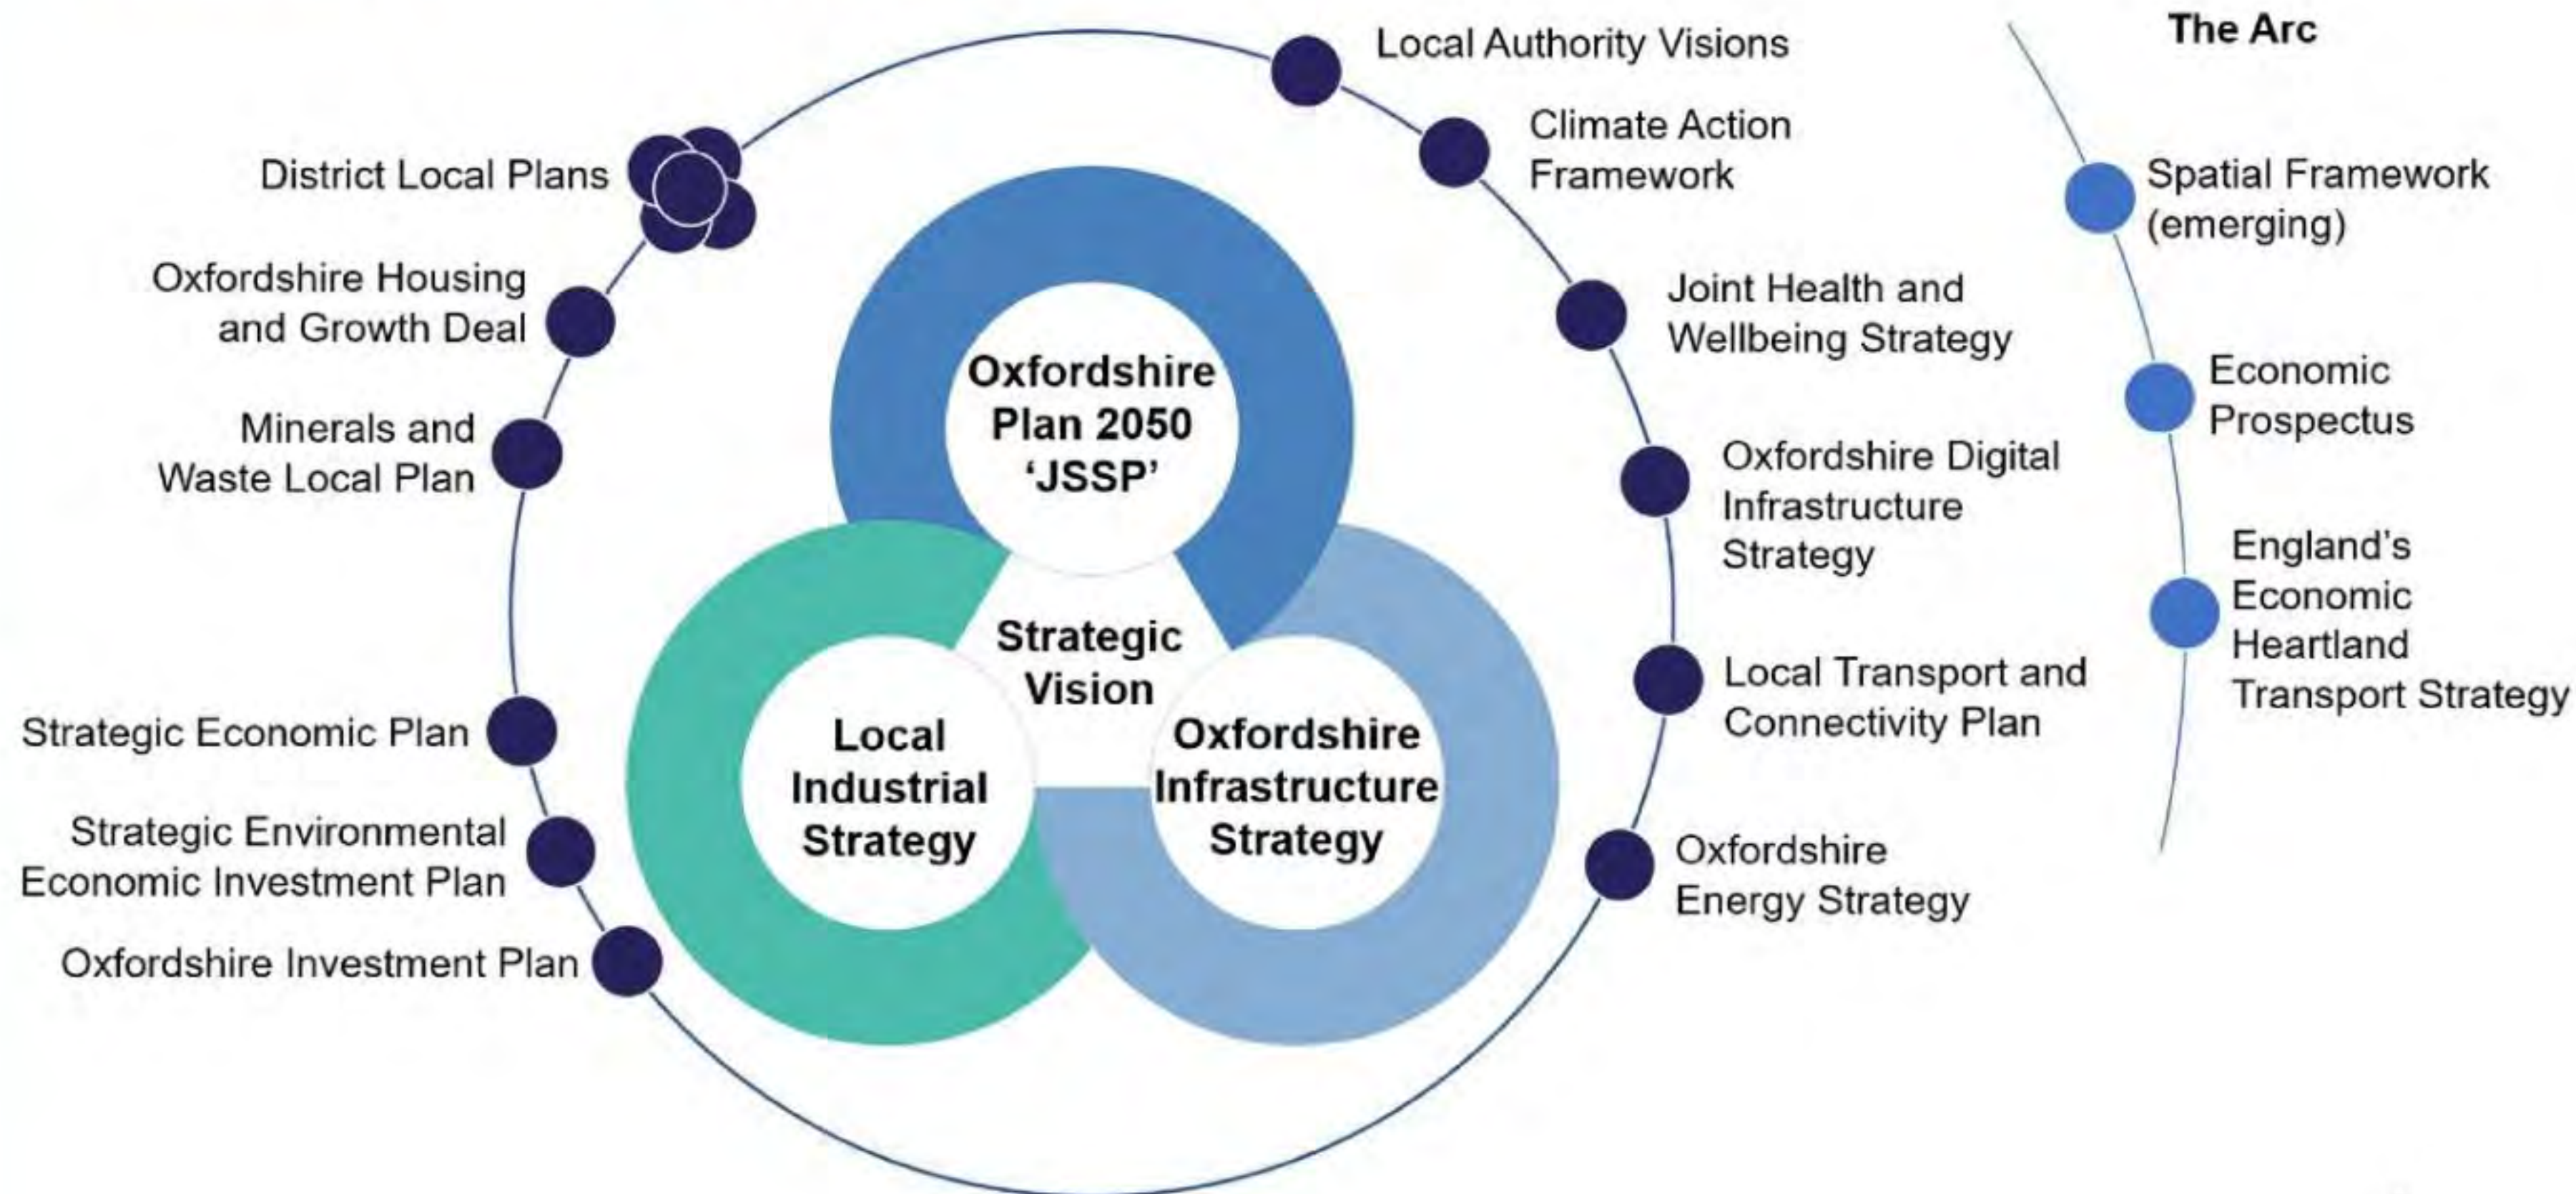 The Arc
Local Authority Visions
Climate Action
Framework
Joint Health and
Wellbeing Strategy
Oxfordshire Digital
Infrastructure
Strategy
Local Transport and
Connectivity Plan
Oxfordshire
Energy Strategy
District Local Plans
Oxfordshire Housing
and Growth Deal
Minerals and
Waste Local Plan
Strategic Economic Plan
Strategic Environmental
Economic Investment Plan
Oxfordshire Investment Plan
Oxfordshire
Plan 2050
‘JSSP’
Strategic
Vision
Local
Industrial
Strategy
Oxfordshire
Infrastructure
Strategy
Spatial Framework
(emerging)
Economic
Prospectus
England’s
Economic
Heartland
Transport Strategy